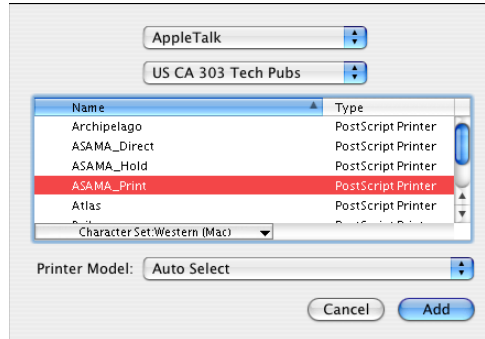 AppleTalk
US CA 303 Tech Pubs
Name Type
Archipelago PostScript Printer
ASAMA_Direct PostScript Printer
ASAMA_Hold PostScript Printer
ASAMA_Print PostScript Printer
Atlas PostScript Printer
Character Set:Western (Mac)
Printer Model: Auto Select
Cancel Add